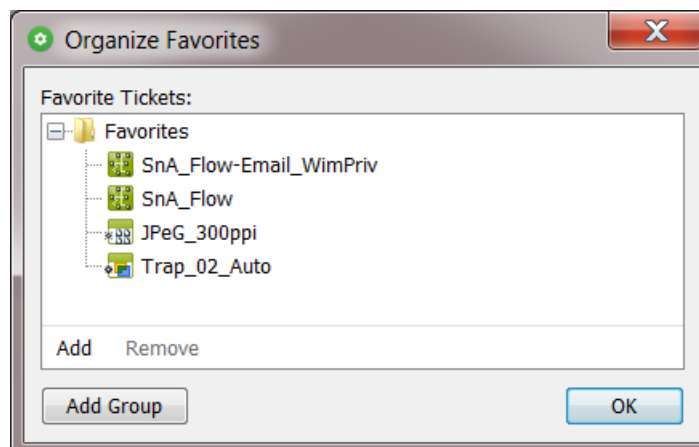 Organize Favorites
Favorite Tickets:
Favorites
SnA_Flow-Email_WimPriv
SnA_Flow
JPeG_300ppi
Trap_02_Auto
Add Remove
Add Group OK